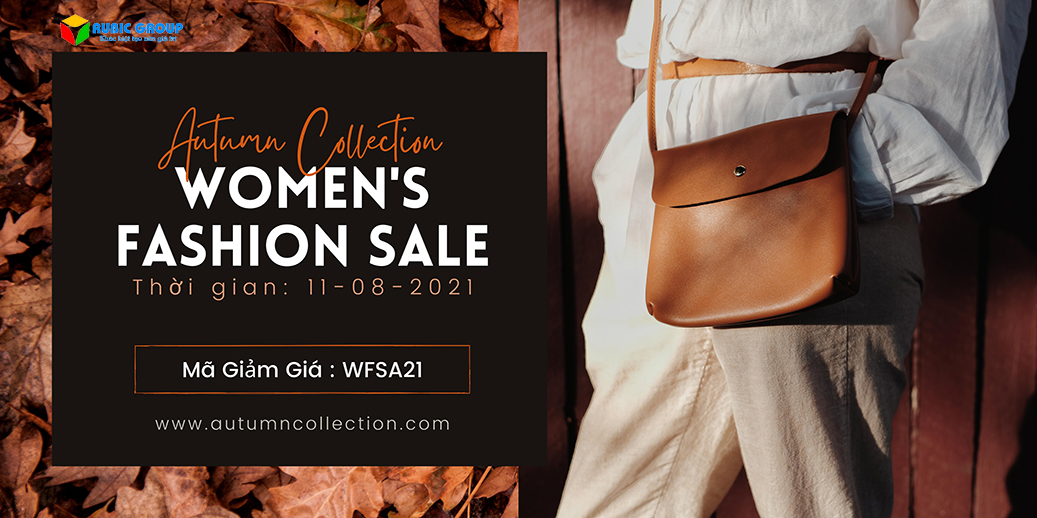 RUBIC GROUP
Autumn Collection
WOMEN'S
FASHION SALE
Thời gian: 11-08-2021
Mã Giảm Giá : WFSA21
www.autumncollection.com